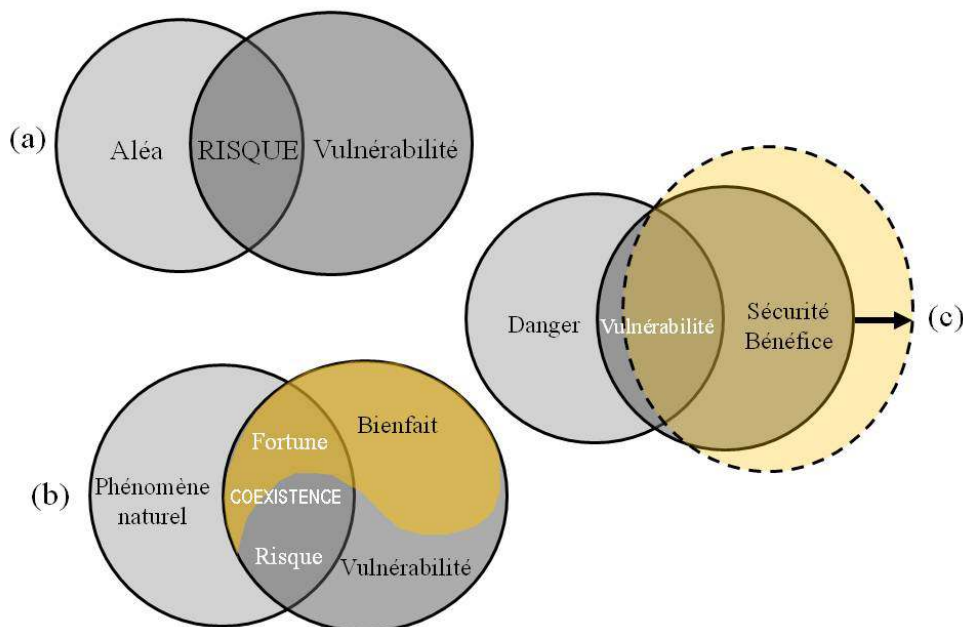 (a)
Aléa
RISQUE
Vulnérabilité
Danger
Vulnérabilité
Sécurité
Bénéfice
(c)
(b)
Phénomène
naturel
Fortune
Bienfait
COEXISTENCE
Risque
Vulnérabilité